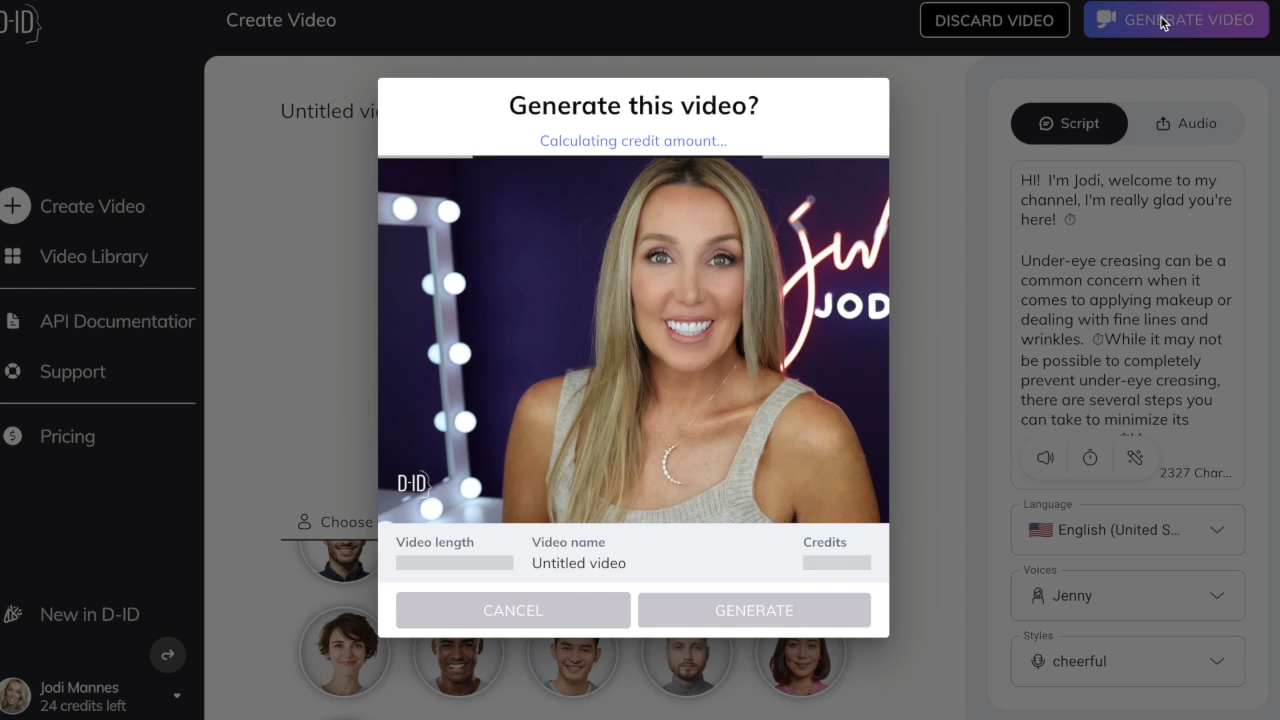 D-ID
Create Video
DISCARD VIDEO
GENERATE VIDEO
Create Video
Video Library
API Documentation
Support
Pricing
New in D-ID
Jodi Mannes
24 credits left
Untitled vi
Choose
Generate this video?
Calculating credit amount...
JODI
D-ID
Video length
Video name
Credits
Untitled video
CANCEL
GENERATE
Script
Audio
HI! I'm Jodi, welcome to my
channel, I'm really glad you're
here!
Under-eye creasing can be a
common concern when it
comes to applying makeup or
dealing with fine lines and
wrinkles. While it may not
be possible to completely
prevent under-eye creasing,
there are several steps you
can take to minimize its
2327 Char...
Language
English (United S...
Voices
Jenny
Styles
cheerful